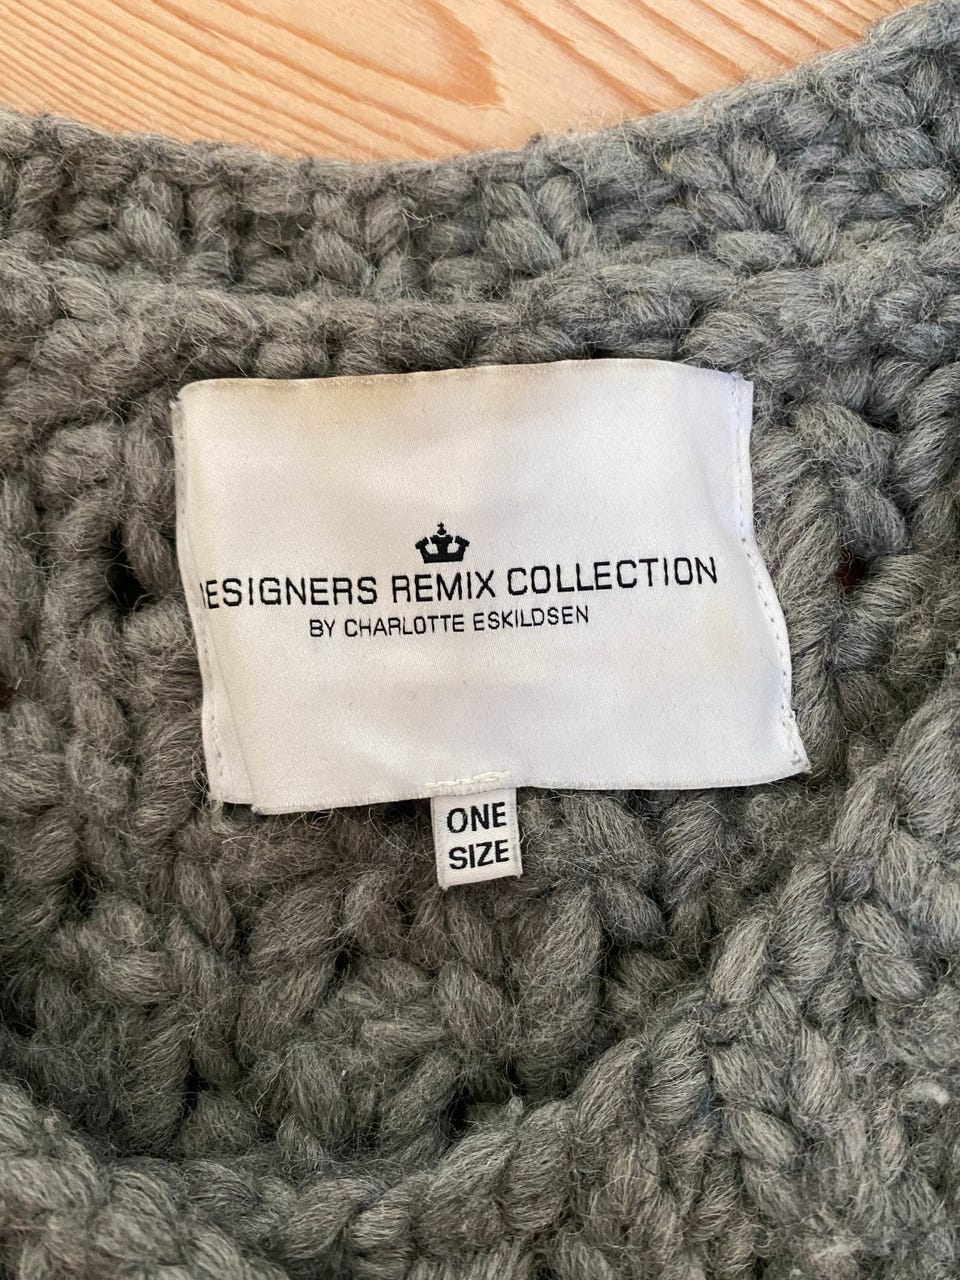 DESIGNERS REMIX COLLECTION
BY CHARLOTTE ESKILDSEN
ONE
SIZE